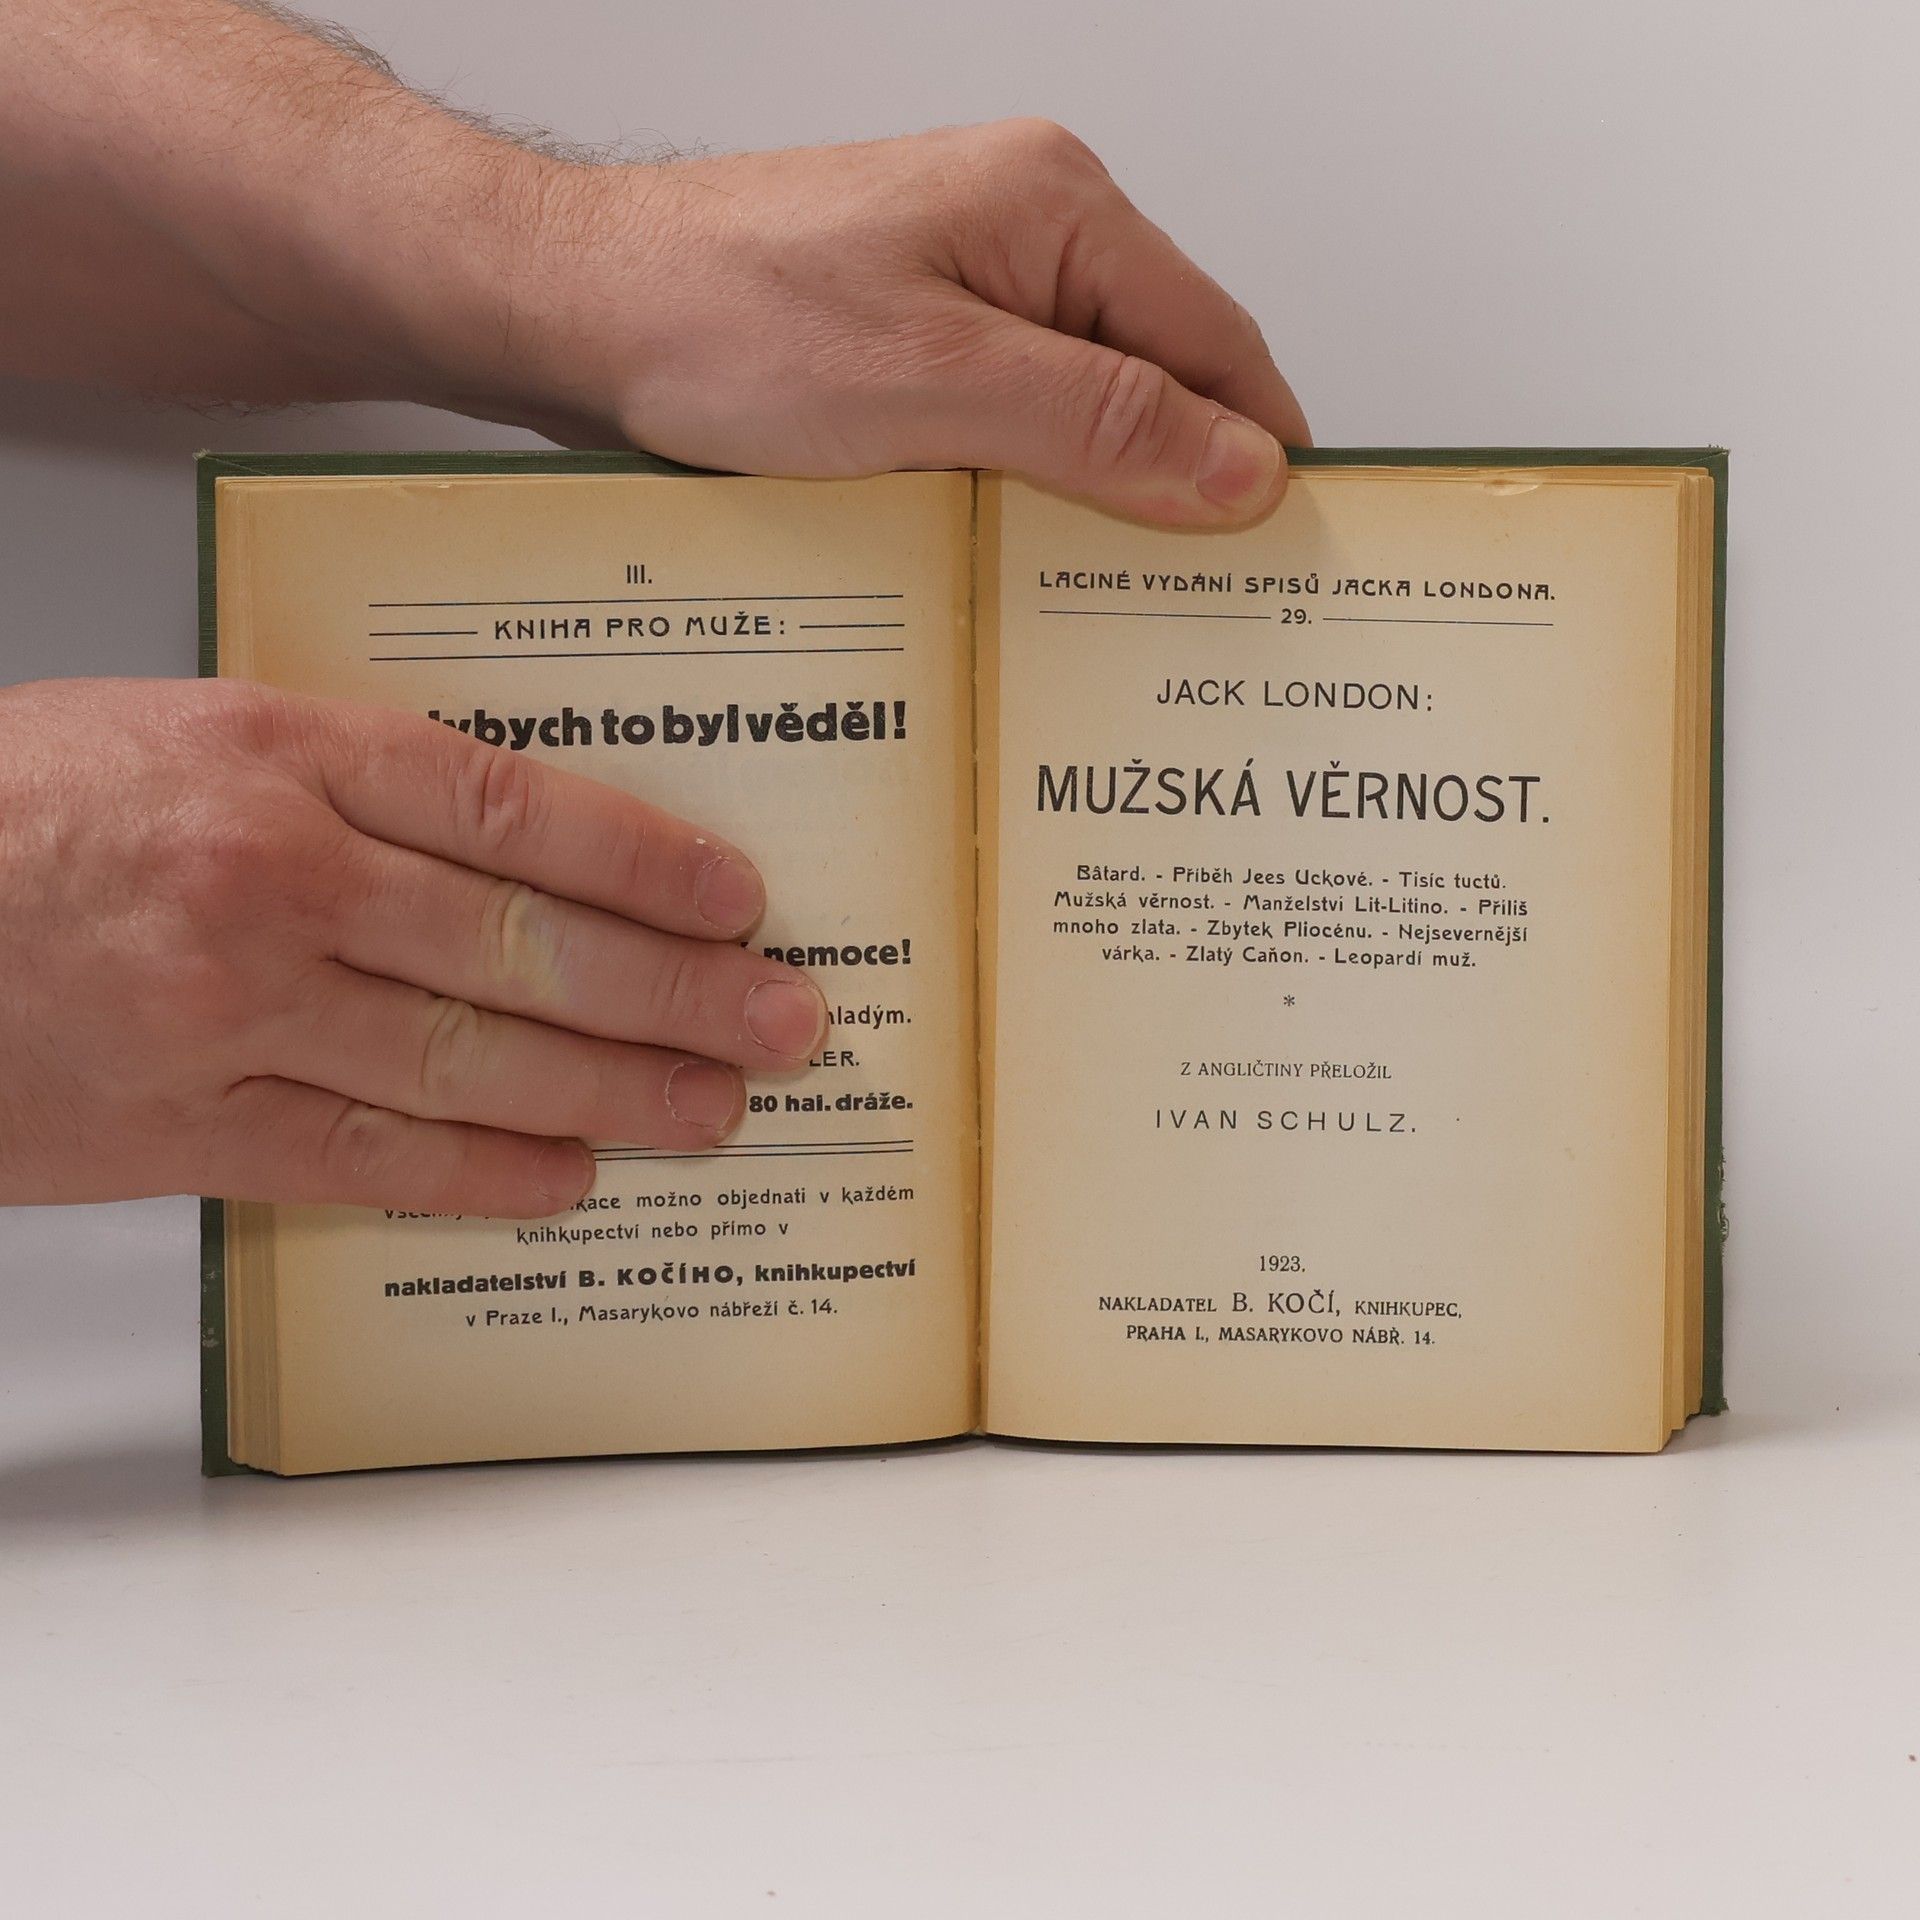 III.
KNIHA PRO MUŽE:
to byl věděl!
nemoce!
80 hal. dráže.
možno objednati v každém
knihkupectví nebo přímo v
nakladatelství B. KOČÍHO, knihkupectví
v Praze I., Masarykovo nábřeží č. 14.
LACINÉ VYDÁNÍ SPISŮ JACKA LONDONA.
29.
JACK LONDON:
MUŽSKÁ VĚRNOST.
Bâtard. - Příběh Jees Uckové. - Tisíc tuctů.
Mužská věrnost. - Manželství Lit-Litino. - Příliš
mnoho zlata. - Zbytek Pliocénu. - Nejsevernější
várka. - Zlatý Caňon. - Leopardí muž.
*
Z ANGLIČTINY PŘELOŽIL
IVAN SCHULZ.
1923.
NAKLADATEL B. KOČÍ, KNIHKUPEC,
PRAHA I., MASARYKOVO NÁBŘ. 14.